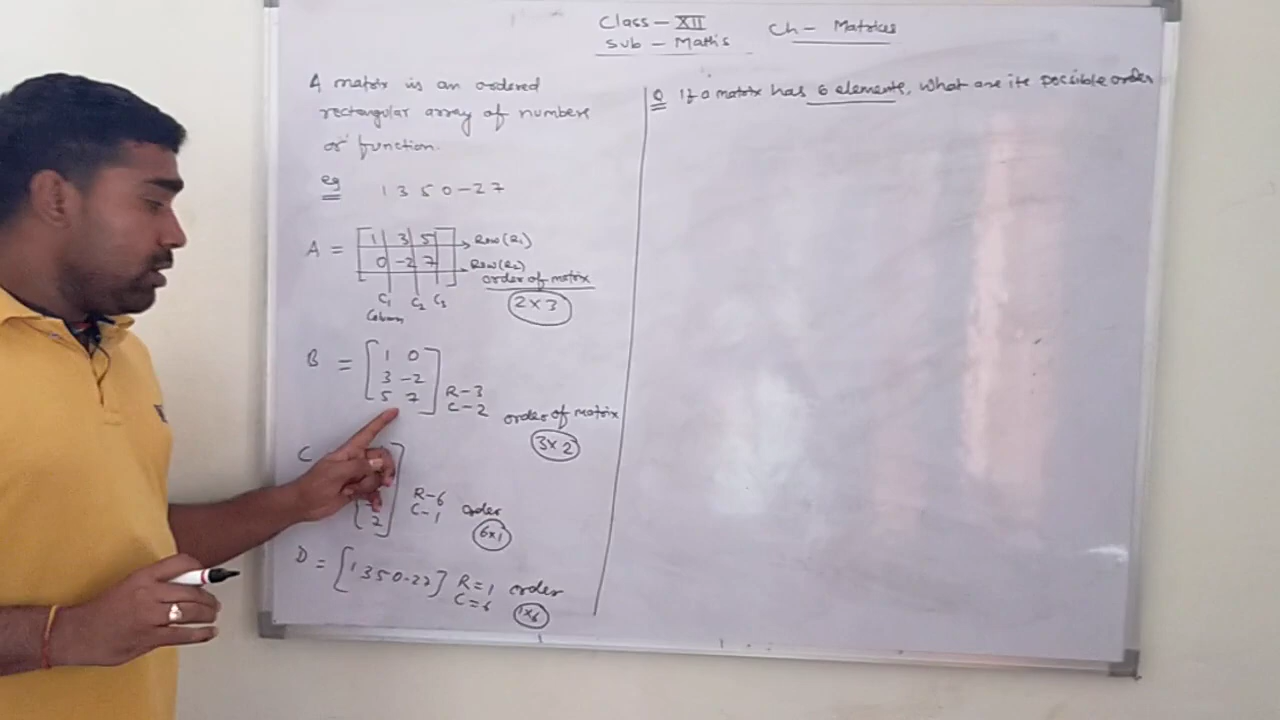 Class - XII
Sub - Maths
Ch - Matrices
A matrix is an ordered
rectangular array of numbers
or function.
eg 1 3 5 0 -2 7
A = [1 3 5] → Row (R1)
[0 -2 7] → Row (R2)
order of matrix
C1 C2 C3 2×3
Column
B = [1 0]
[3 -2] R-3
[5 7] C-2 order of matrix
3×2
C
R-6
C-1 order
2 6×1
D = [1 3 5 0 -2 7] R=1 order
C=6 1×6
Q If a matrix has 6 elements, what are its possible order